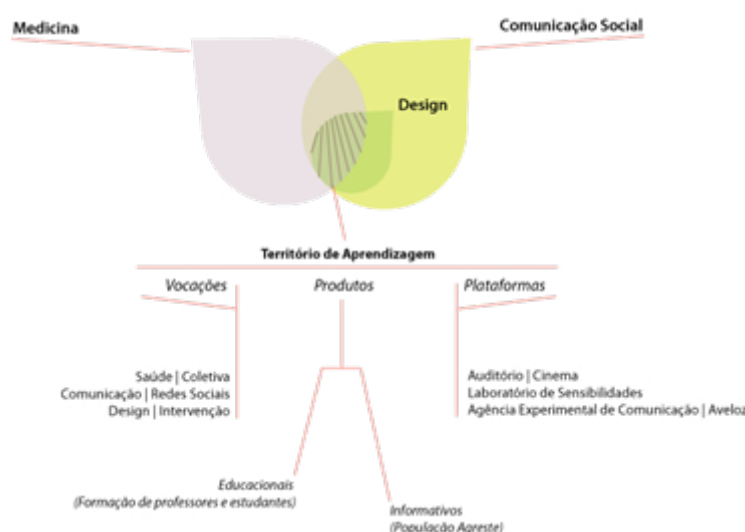 Medicina
Comunicação Social
Design
Território de Aprendizagem
Vocações
Produtos
Plataformas
Saúde | Coletiva
Comunicação | Redes Sociais
Design | Intervenção
Auditório | Cinema
Laboratório de Sensibilidades
Agência Experimental de Comunicação | Aveloz
Educacionais
(Formação de professores e estudantes)
Informativos
(População Agreste)